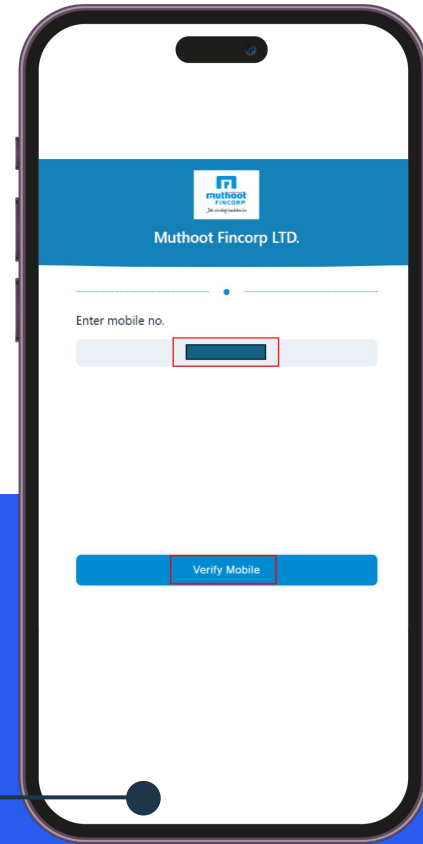 muthoot
FINCORP
Muthoot Fincorp LTD.
Enter mobile no.
Verify Mobile